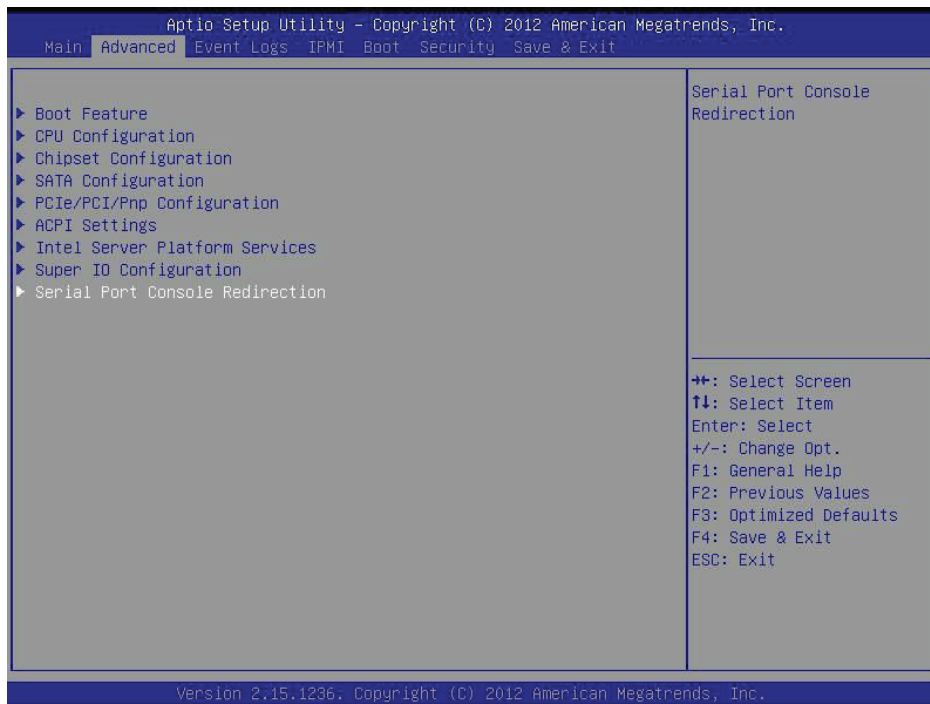 Aptio Setup Utility - Copyright (C) 2012 American Megatrends, Inc.
Main Advanced Event Logs IPMI Boot Security Save & Exit
▶ Boot Feature
▶ CPU Configuration
▶ Chipset Configuration
▶ SATA Configuration
▶ PCIe/PCI/Pnp Configuration
▶ ACPI Settings
▶ Intel Server Platform Services
▶ Super IO Configuration
▶ Serial Port Console Redirection
Serial Port Console
Redirection
→←: Select Screen
↑↓: Select Item
Enter: Select
+/-: Change Opt.
F1: General Help
F2: Previous Values
F3: Optimized Defaults
F4: Save & Exit
ESC: Exit
Version 2.15.1236. Copyright (C) 2012 American Megatrends, Inc.